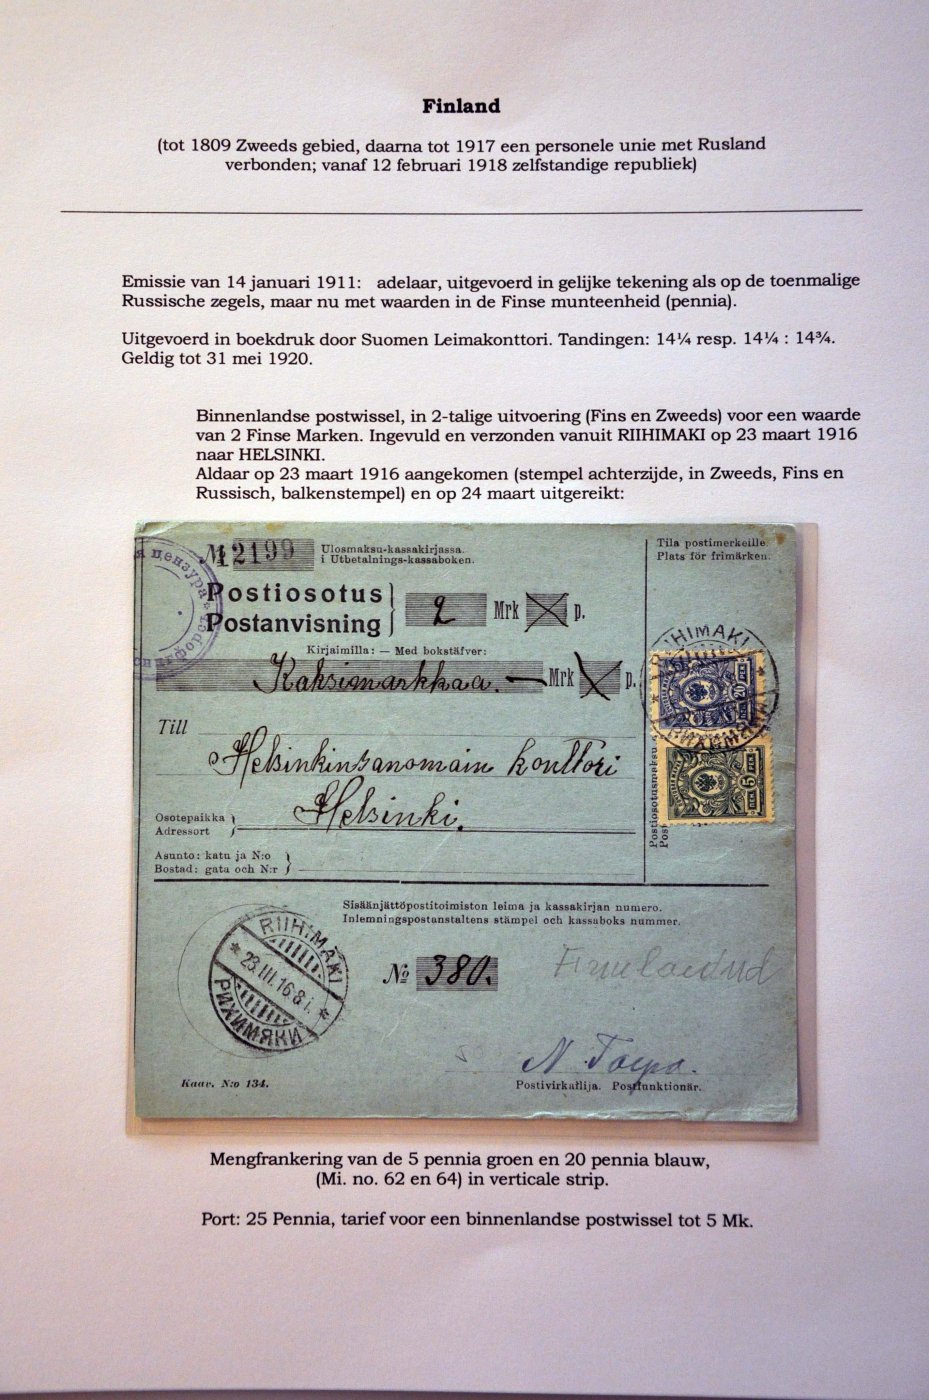 Finland
(tot 1809 Zweeds gebied, daarna tot 1917 een personele unie met Rusland
verbonden; vanaf 12 februari 1918 zelfstandige republiek)
Emissie van 14 januari 1911: adelaar, uitgevoerd in gelijke tekening als op de toenmalige
Russische zegels, maar nu met waarden in de Finse munteenheid (pennia).
Uitgevoerd in boekdruk door Suomen Leimakonttori. Tandingen: 14¼ resp. 14¼ : 14¾.
Geldig tot 31 mei 1920.
Binnenlandse postwissel, in 2-talige uitvoering (Fins en Zweeds) voor een waarde
van 2 Finse Marken. Ingevuld en verzonden vanuit RIIHIMAKI op 23 maart 1916
naar HELSINKI.
Aldaar op 23 maart 1916 aangekomen (stempel achterzijde, in Zweeds, Fins en
Russisch, balkenstempel) en op 24 maart uitgereikt:
цензура
№ 2199 Ulosmaksu-kassakirjassa.
i Utbetalnings-kassaboken.
Tila postimerkeille.
Plats för frimärken.
Postiosotus
Postanvisning
2 Mrk p.
Kirjaimilla: — Med bokstäfver:
Kaksimarkkaa. — Mrk p.
RIIHIMÄKI
20
РИХИМЯКИ
5 PEN.
Till
Helsinkinsanomain konttori
Helsinki.
Osotepaikka
Adressort
Asunto: katu ja N:o
Bostad: gata och N:r
Postiosotusmaksu
Sisäänjättöpostitoimiston leima ja kassakirjan numero.
Inlemningspostanstaltens stämpel och kassaboks nummer.
RIIHIMÄKI
23.III.16.8 i.
РИХИМЯКИ
№ 380.
N. Torpo.
Kaav. N:o 134.
Postivirkailija. Postfunktionär.
Mengfrankering van de 5 pennia groen en 20 pennia blauw,
(Mi. no. 62 en 64) in verticale strip.
Port: 25 Pennia, tarief voor een binnenlandse postwissel tot 5 Mk.